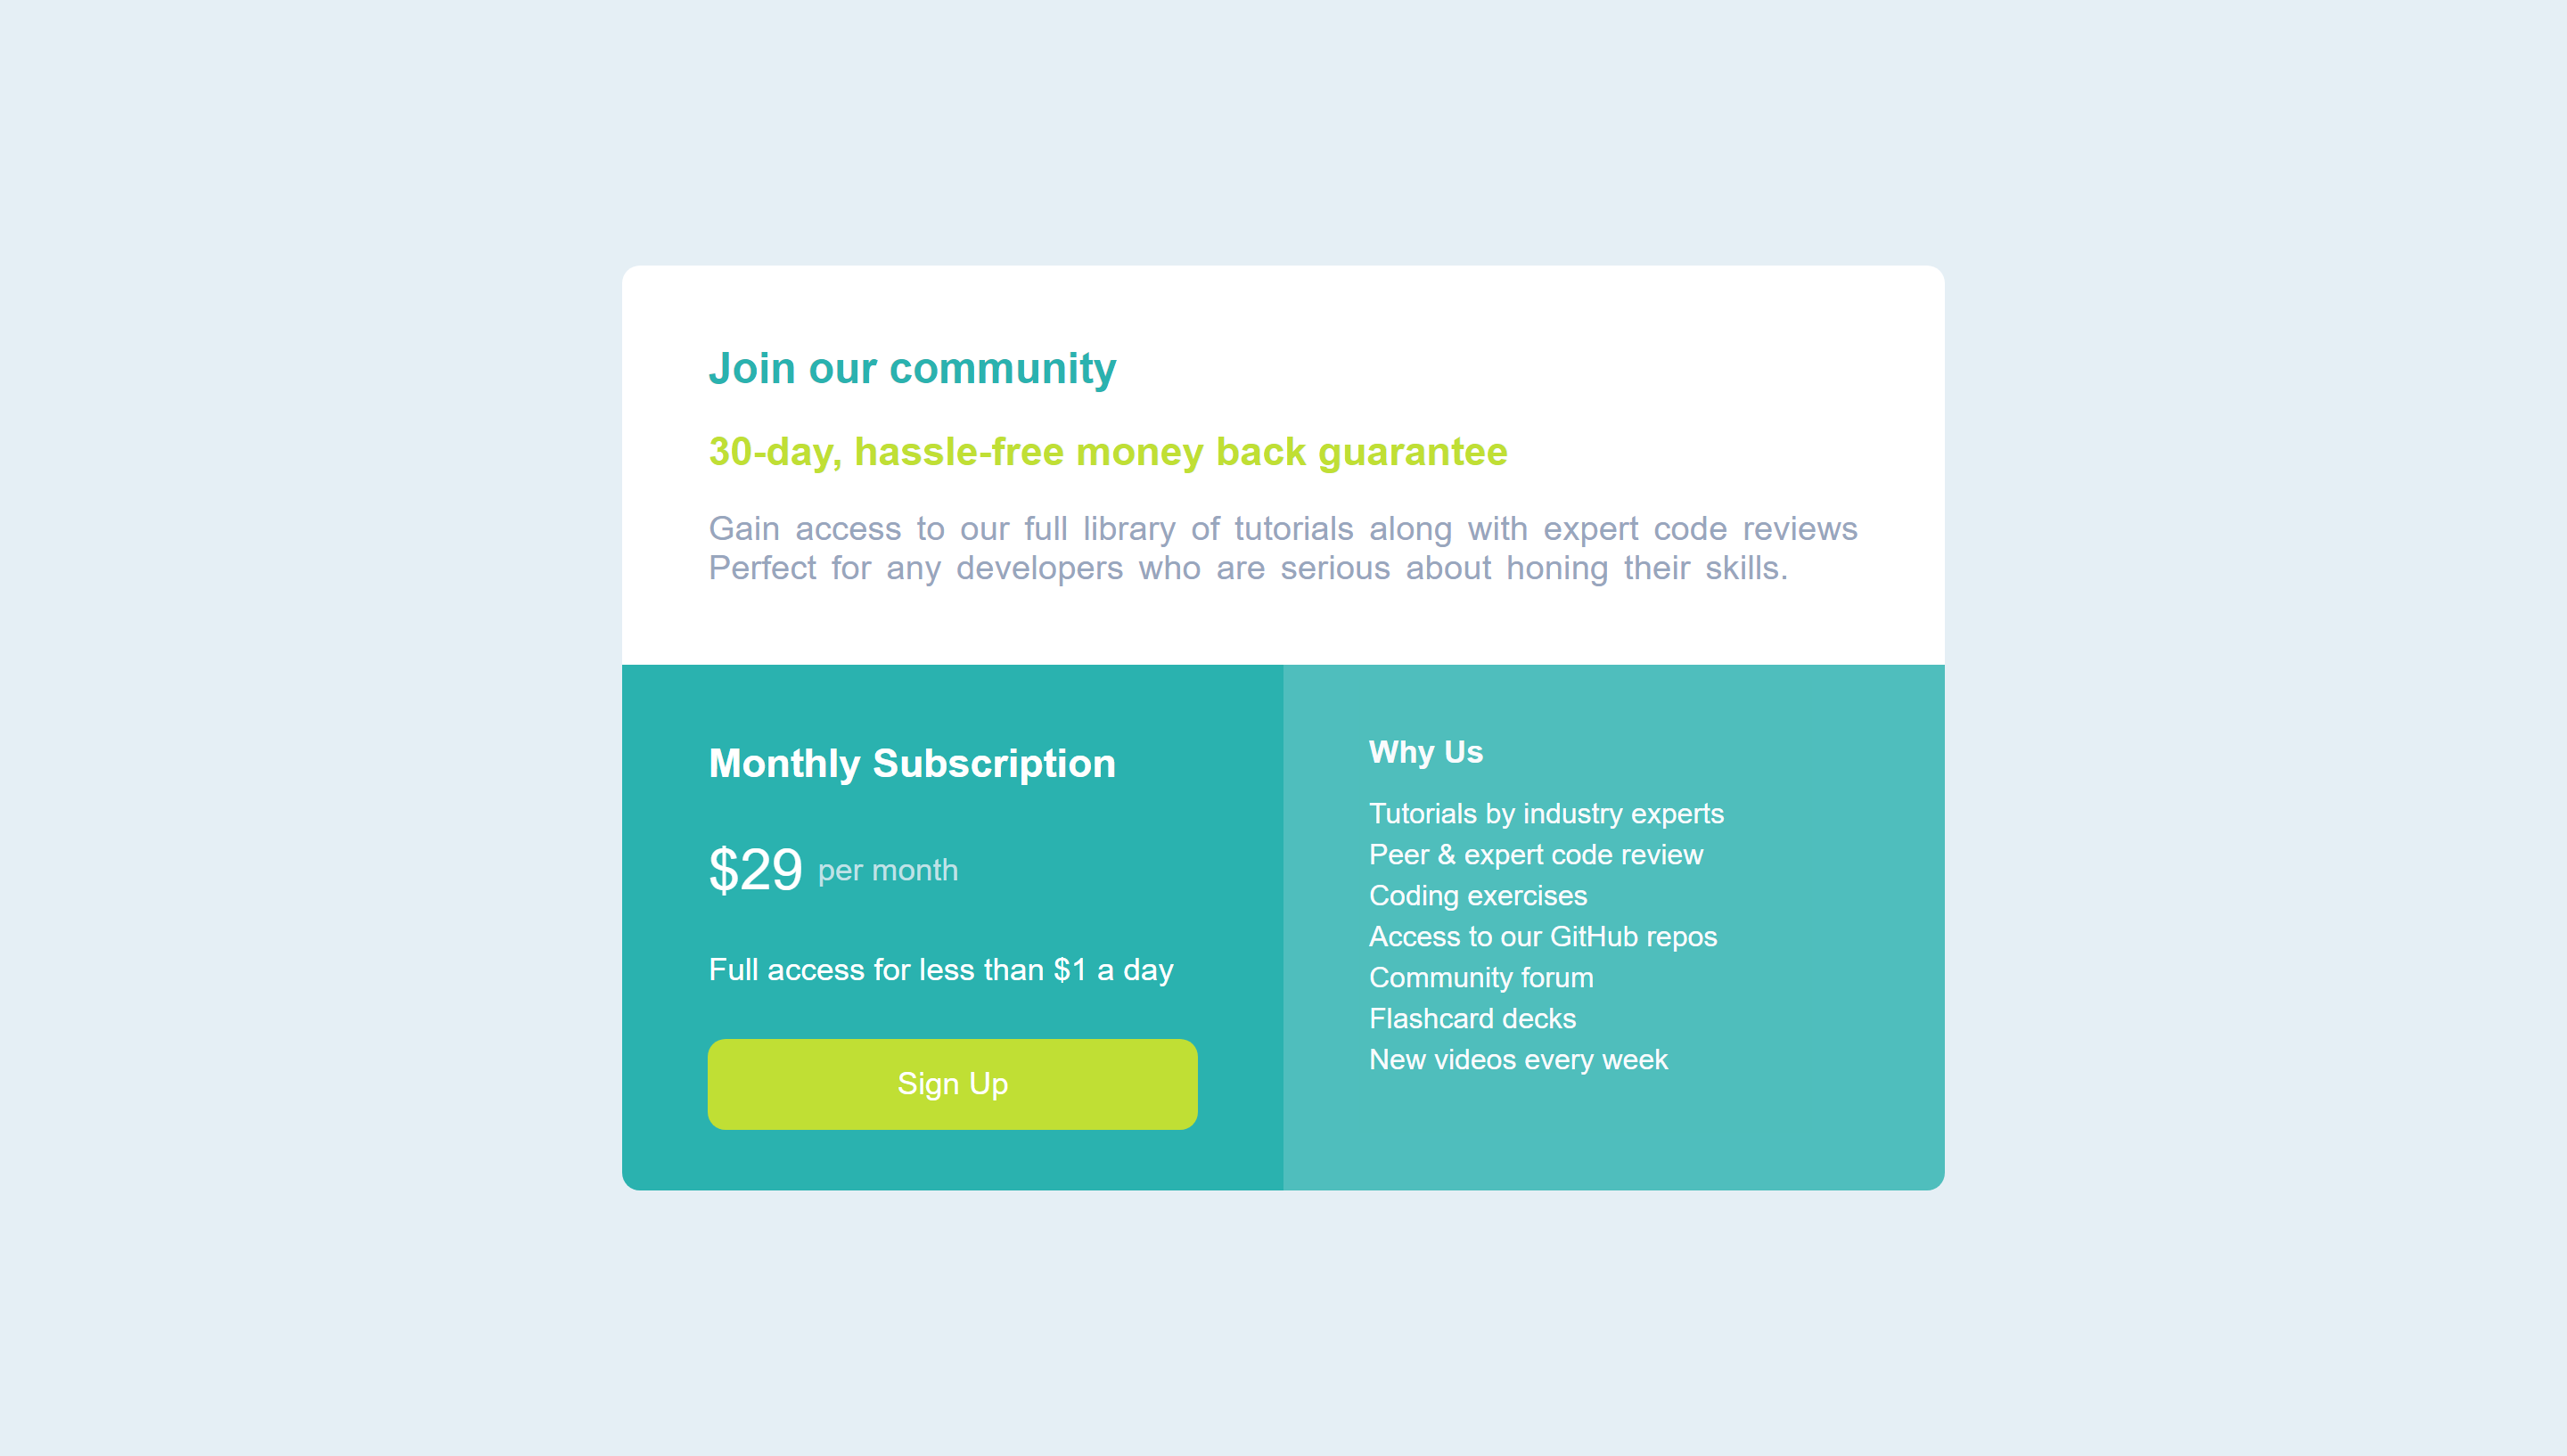 Join our community
30-day, hassle-free money back guarantee
Gain access to our full library of tutorials along with expert code reviews
Perfect for any developers who are serious about honing their skills.
Monthly Subscription
$29 per month
Full access for less than $1 a day
Sign Up
Why Us
Tutorials by industry experts
Peer & expert code review
Coding exercises
Access to our GitHub repos
Community forum
Flashcard decks
New videos every week